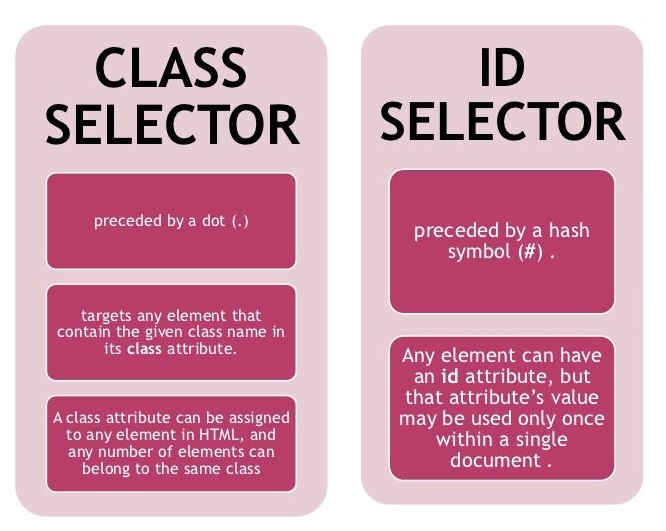 CLASS
SELECTOR
preceded by a dot (.)
targets any element that
contain the given class name in
its class attribute.
A class attribute can be assigned
to any element in HTML, and
any number of elements can
belong to the same class
ID
SELECTOR
preceded by a hash
symbol (#) .
Any element can have
an id attribute, but
that attribute’s value
may be used only once
within a single
document .